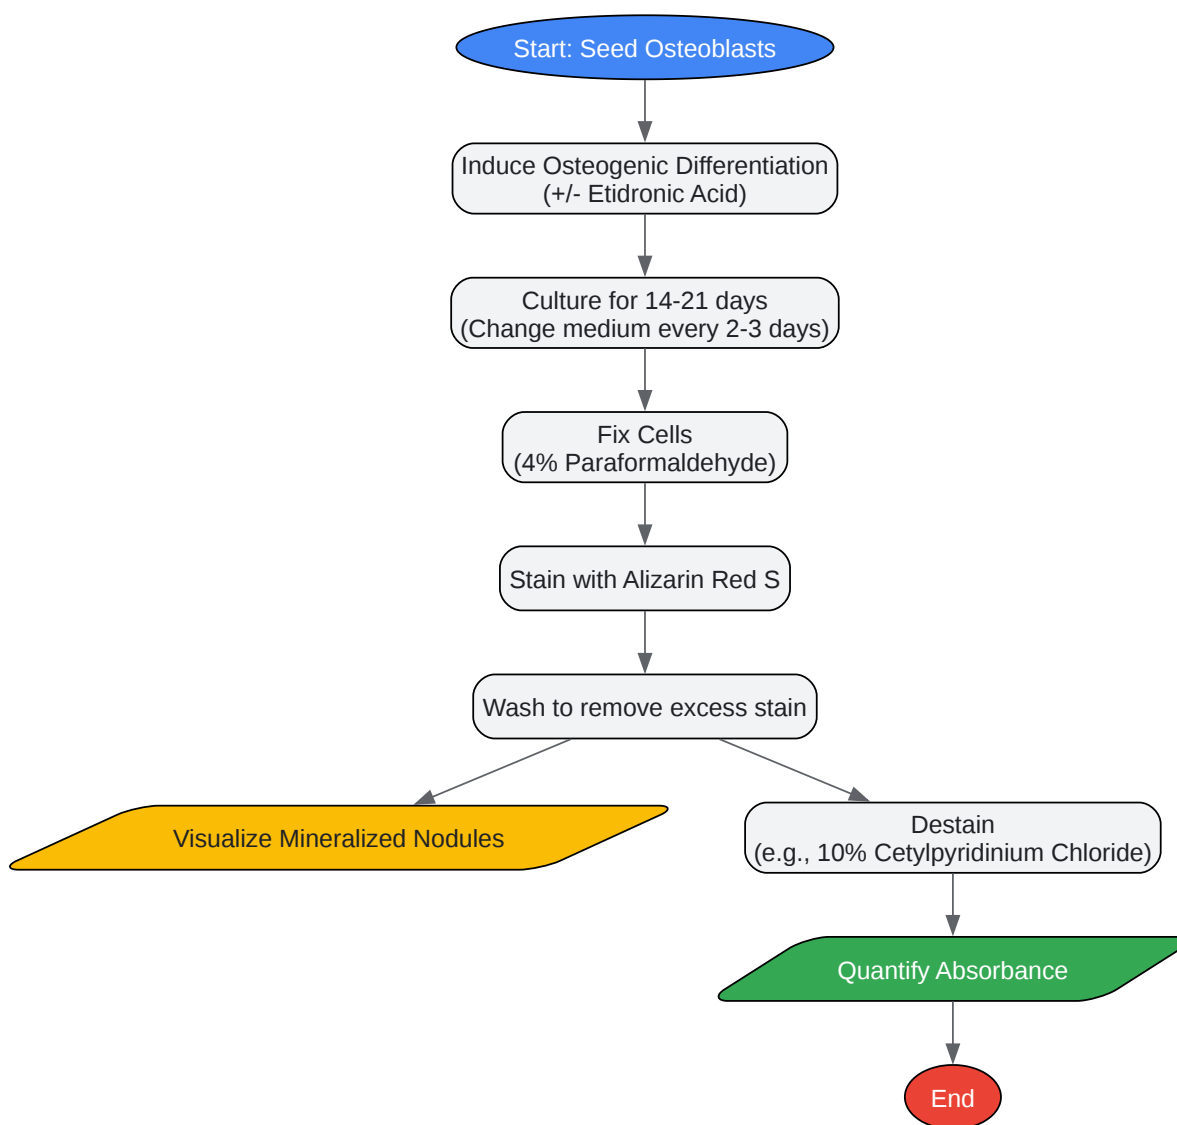 Start: Seed Osteoblasts
Induce Osteogenic Differentiation
(+/- Etidronic Acid)
Culture for 14-21 days
(Change medium every 2-3 days)
Fix Cells
(4% Paraformaldehyde)
Stain with Alizarin Red S
Wash to remove excess stain
Visualize Mineralized Nodules
Destain
(e.g., 10% Cetylpyridinium Chloride)
Quantify Absorbance
End